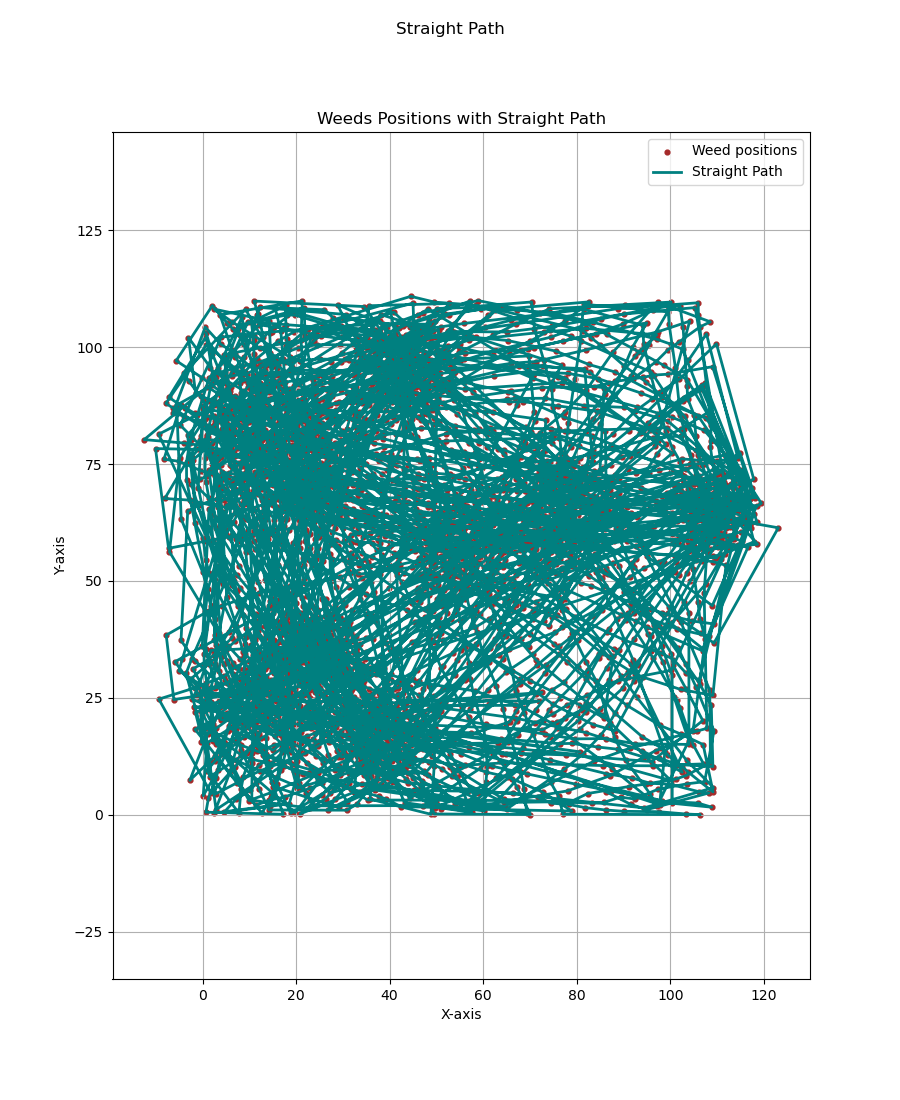 Straight Path
Weeds Positions with Straight Path
Weed positions
Straight Path
125
100
75
50
25
0
−25
Y-axis
0 20 40 60 80 100 120
X-axis